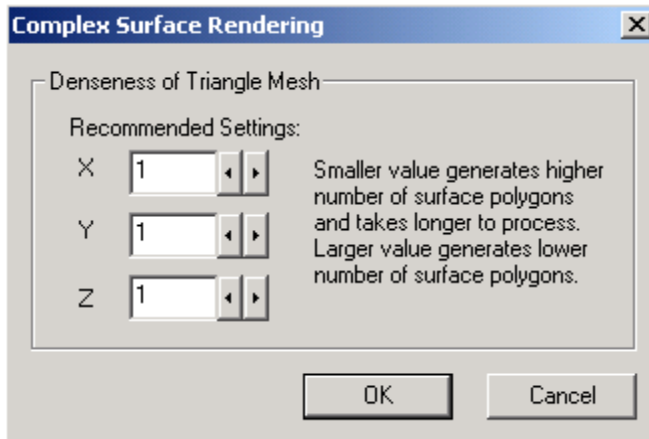 Complex Surface Rendering
Denseness of Triangle Mesh
Recommended Settings:
X 1
Y 1
Z 1
Smaller value generates higher
number of surface polygons
and takes longer to process.
Larger value generates lower
number of surface polygons.
OK Cancel